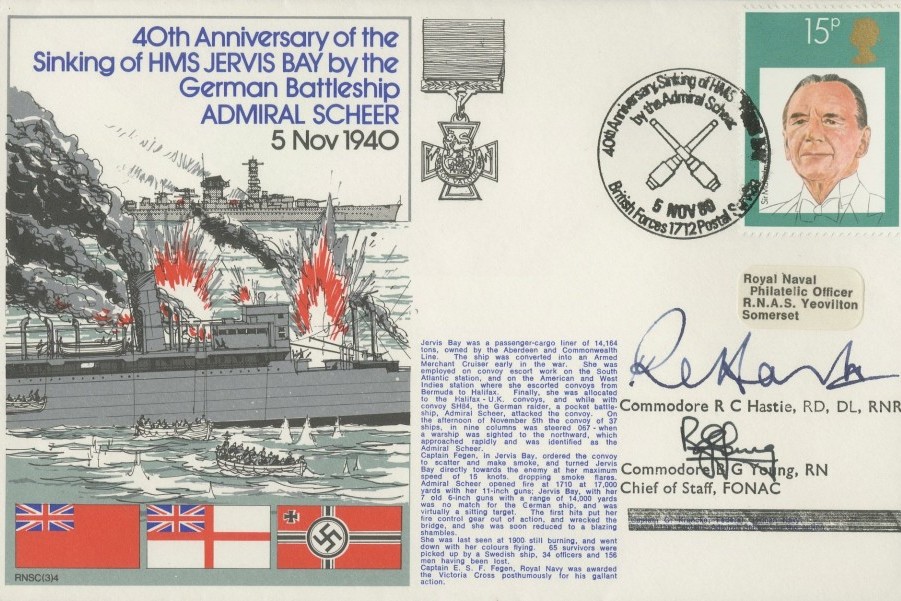 40th Anniversary of the
Sinking of HMS JERVIS BAY by the
German Battleship
ADMIRAL SCHEER
5 Nov 1940
RNSC(3)4
40th Anniversary Sinking of HMS
by the Admiral Scheer
5 NOV 80
British Forces 1712 Postal Service
15P
Royal Naval
Philatelic Officer
R.N.A.S. Yeovilton
Somerset
Jervis Bay was a passenger-cargo liner of 14,164
tons, owned by the Aberdeen and Commonwealth
Line. The ship was converted into an Armed
Merchant Cruiser early in the war. She was
employed on convoy escort work on the South
Atlantic station, and on the American and West
Indies station where she escorted convoys from
Bermuda to Halifax. Finally, she was allocated
to the Halifax-U.K. convoys, and while with
convoy SH84, the German raider, a pocket battle-
ship, Admiral Scheer, attacked the convoy. On
the afternoon of November 5th the convoy of 37
ships, in nine columns was steered 067 - when
a warship was sighted to the northward, which
approached rapidly and was identified as the
Admiral Scheer.
Captain Fegen, in Jervis Bay, ordered the convoy
to scatter and make smoke, and turned Jervis
Bay directly towards the enemy at her maximum
speed of 15 knots. dropping smoke flares.
Admiral Scheer opened fire at 1710 at 17,000
yards with her 11-inch guns; Jervis Bay, with her
7 old 6-inch guns with a range of 14,000 yards
was no match for the German ship, and was
virtually a sitting target. The first hits put her
fire control gear out of action, and wrecked the
bridge, and she was soon reduced to a blazing
shambles.
She was last seen at 1900 still burning, and went
down with her colours flying. 65 survivors were
picked up by a Swedish ship, 34 officers and 156
men having been lost.
Captain E. S. F. Fegen, Royal Navy was awarded
the Victoria Cross posthumously for his gallant
action.
Commodore R C Hastie, RD, DL, RNR
Commodore B G Young, RN
Chief of Staff, FONAC